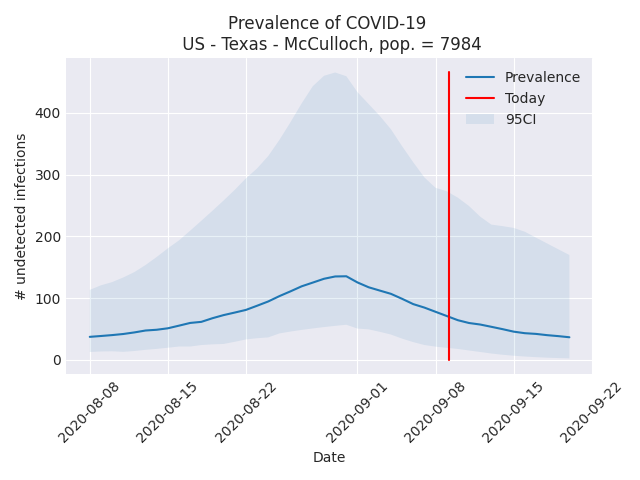 Prevalence of COVID-19
US - Texas - McCulloch, pop. = 7984
Prevalence
Today
95CI
# undetected infections
400
300
200
100
0
2020-08-08
2020-08-15
2020-08-22
2020-09-01
2020-09-08
2020-09-15
2020-09-22
Date